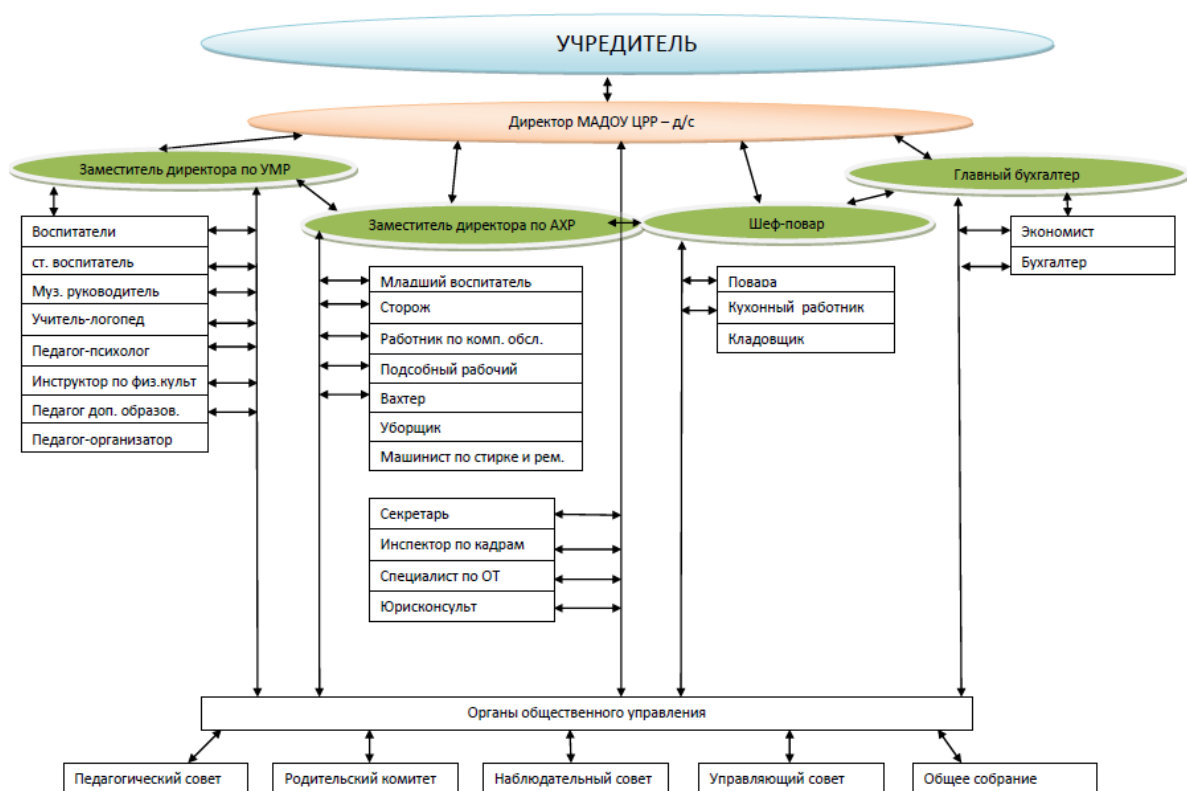 УЧРЕДИТЕЛЬ
Директор МАДОУ ЦРР – д/с
Заместитель директора по УМР
Главный бухгалтер
Заместитель директора по АХР
Шеф-повар
Воспитатели
ст. воспитатель
Муз. руководитель
Учитель-логопед
Педагог-психолог
Инструктор по физ.культ
Педагог доп. образов.
Педагог-организатор
Младший воспитатель
Сторож
Работник по комп. обсл.
Подсобный рабочий
Вахтер
Уборщик
Машинист по стирке и рем.
Повара
Кухонный работник
Кладовщик
Экономист
Бухгалтер
Секретарь
Инспектор по кадрам
Специалист по ОТ
Юрисконсульт
Органы общественного управления
Педагогический совет
Родительский комитет
Наблюдательный совет
Управляющий совет
Общее собрание